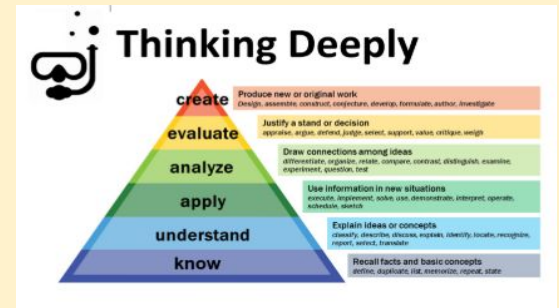 Thinking Deeply
create
Produce new or original work
Design, assemble, construct, conjecture, develop, formulate, author, investigate
evaluate
Justify a stand or decision
appraise, argue, defend, judge, select, support, value, critique, weigh
analyze
Draw connections among ideas
differentiate, organize, relate, compare, contrast, distinguish, examine,
experiment, question, test
apply
Use information in new situations
execute, implement, solve, use, demonstrate, interpret, operate,
schedule, sketch
understand
Explain ideas or concepts
classify, describe, discuss, explain, identify, locate, recognize,
report, select, translate
know
Recall facts and basic concepts
define, duplicate, list, memorize, repeat, state